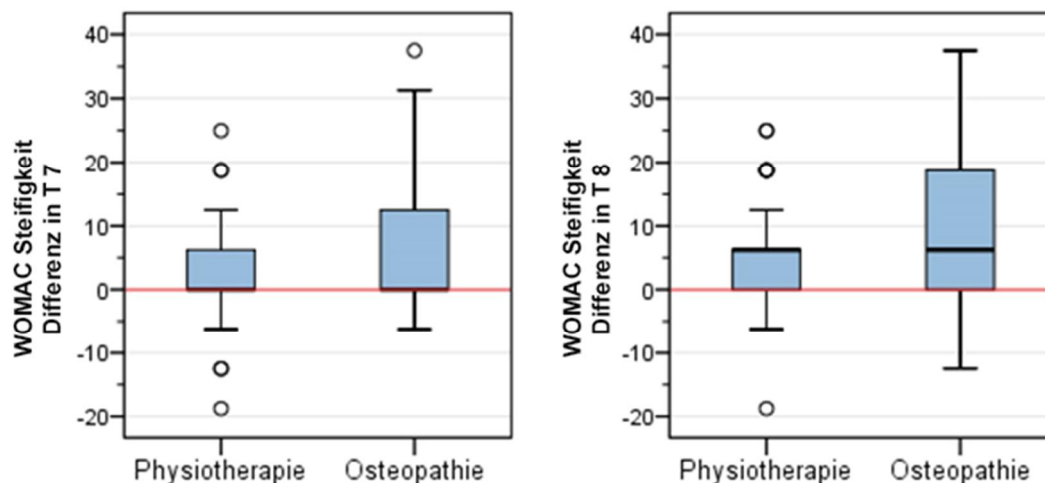 WOMAC Steifigkeit
Differenz in T 7
40
30
20
10
0
-10
-20
Physiotherapie Osteopathie
WOMAC Steifigkeit
Differenz in T 8
40
30
20
10
0
-10
-20
Physiotherapie Osteopathie